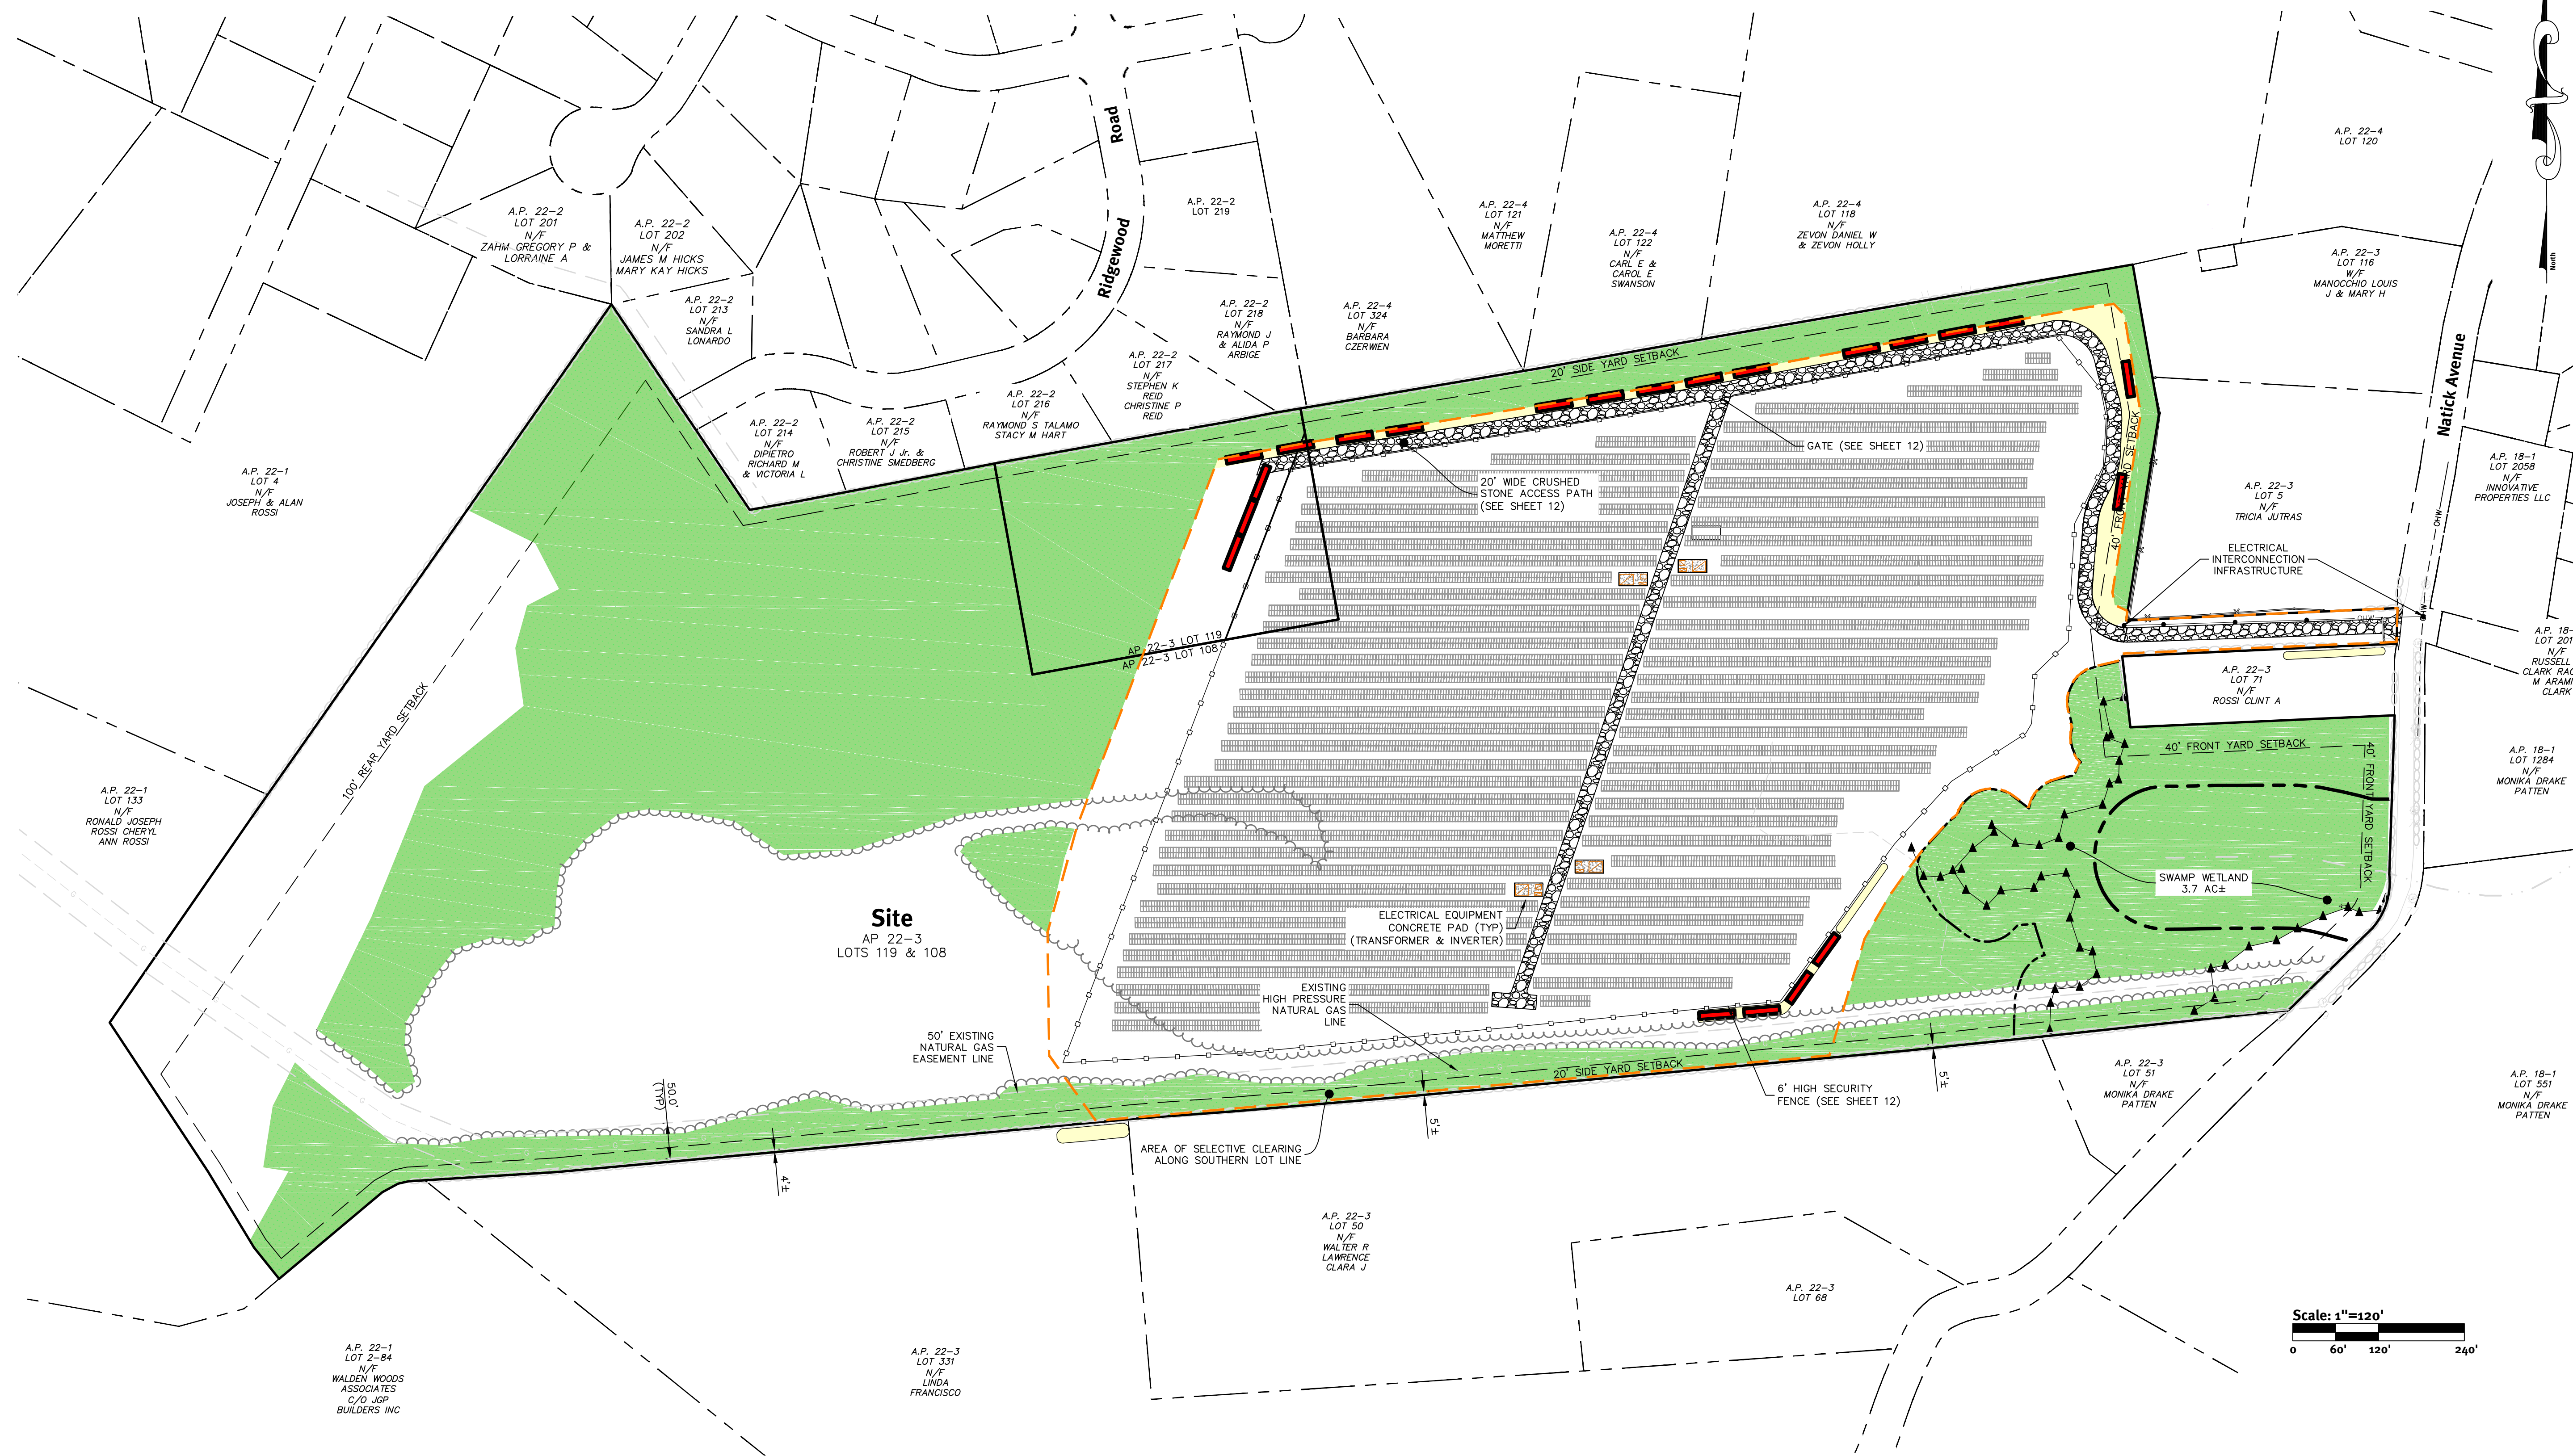 Road
Ridgewood
Natick Avenue
North
A.P. 22-4
LOT 120
A.P. 22-2
LOT 201
N/F
ZAHM GREGORY P &
LORRAINE A
A.P. 22-2
LOT 202
N/F
JAMES M HICKS
MARY KAY HICKS
A.P. 22-2
LOT 219
A.P. 22-4
LOT 121
N/F
MATTHEW
MORETTI
A.P. 22-4
LOT 122
N/F
CARL E &
CAROL E
SWANSON
A.P. 22-4
LOT 118
N/F
ZEVON DANIEL W
& ZEVON HOLLY
A.P. 22-3
LOT 116
W/F
MANOCCHIO LOUIS
J & MARY H
A.P. 22-2
LOT 213
N/F
SANDRA L
LONARDO
A.P. 22-2
LOT 218
N/F
RAYMOND J
& ALIDA P
ARBIGE
A.P. 22-4
LOT 324
N/F
BARBARA
CZERWIEN
A.P. 22-2
LOT 217
N/F
STEPHEN K
REID
CHRISTINE P
REID
A.P. 22-2
LOT 216
N/F
RAYMOND S TALAMO
STACY M HART
A.P. 22-2
LOT 214
N/F
DIPIETRO
RICHARD M
& VICTORIA L
A.P. 22-2
LOT 215
N/F
ROBERT J Jr. &
CHRISTINE SMEDBERG
20' SIDE YARD SETBACK
GATE (SEE SHEET 12)
20' WIDE CRUSHED
STONE ACCESS PATH
(SEE SHEET 12)
40' FRONT YARD SETBACK
A.P. 22-1
LOT 4
N/F
JOSEPH & ALAN
ROSSI
A.P. 18-1
LOT 2058
N/F
INNOVATIVE
PROPERTIES LLC
A.P. 22-3
LOT 5
N/F
TRICIA JUTRAS
OHW
ELECTRICAL
INTERCONNECTION
INFRASTRUCTURE
AP 22-3 LOT 119
AP 22-3 LOT 108
A.P. 18-
LOT 201
N/F
RUSSELL
CLARK RAC
M ARAMI
CLARK
A.P. 22-3
LOT 71
N/F
ROSSI CLINT A
100' REAR YARD SETBACK
40' FRONT YARD SETBACK
40' FRONT YARD SETBACK
A.P. 18-1
LOT 1284
N/F
MONIKA DRAKE
PATTEN
A.P. 22-1
LOT 133
N/F
RONALD JOSEPH
ROSSI CHERYL
ANN ROSSI
SWAMP WETLAND
3.7 AC±
Site
AP 22-3
LOTS 119 & 108
ELECTRICAL EQUIPMENT
CONCRETE PAD (TYP)
(TRANSFORMER & INVERTER)
EXISTING
HIGH PRESSURE
NATURAL GAS
LINE
50' EXISTING
NATURAL GAS
EASEMENT LINE
20' SIDE YARD SETBACK
6' HIGH SECURITY
FENCE (SEE SHEET 12)
50.0'
(TYP)
4'±
5'±
5'±
AREA OF SELECTIVE CLEARING
ALONG SOUTHERN LOT LINE
A.P. 22-3
LOT 51
N/F
MONIKA DRAKE
PATTEN
A.P. 18-1
LOT 551
N/F
MONIKA DRAKE
PATTEN
A.P. 22-3
LOT 50
N/F
WALTER R
LAWRENCE
CLARA J
A.P. 22-3
LOT 68
A.P. 22-1
LOT 2-84
N/F
WALDEN WOODS
ASSOCIATES
C/O JGP
BUILDERS INC
A.P. 22-3
LOT 331
N/F
LINDA
FRANCISCO
Scale: 1"=120'
0 60' 120' 240'